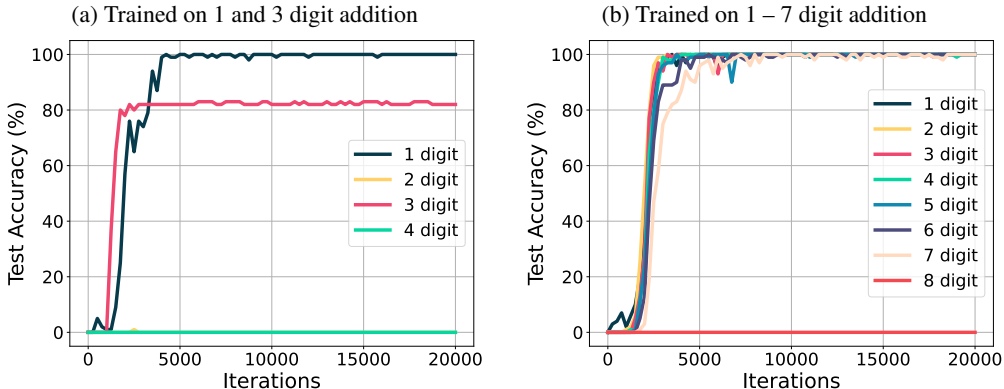 (a) Trained on 1 and 3 digit addition
100
80
60
40
20
0
Test Accuracy (%)
1 digit
2 digit
3 digit
4 digit
0 5000 10000 15000 20000
Iterations
(b) Trained on 1 – 7 digit addition
100
80
60
40
20
0
Test Accuracy (%)
1 digit
2 digit
3 digit
4 digit
5 digit
6 digit
7 digit
8 digit
0 5000 10000 15000 20000
Iterations